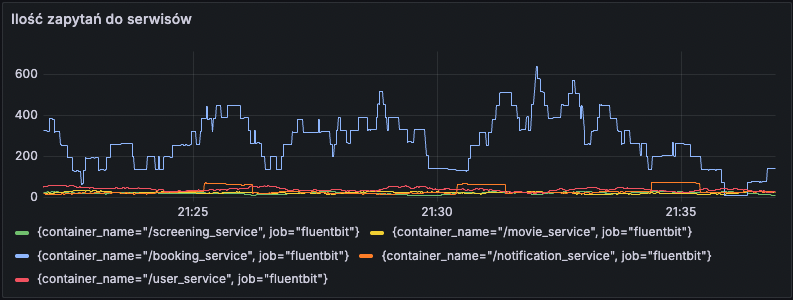 Ilość zapytań do serwisów
600
400
200
0
21:25 21:30 21:35
{container_name="/screening_service", job="fluentbit"} {container_name="/movie_service", job="fluentbit"}
{container_name="/booking_service", job="fluentbit"} {container_name="/notification_service", job="fluentbit"}
{container_name="/user_service", job="fluentbit"}